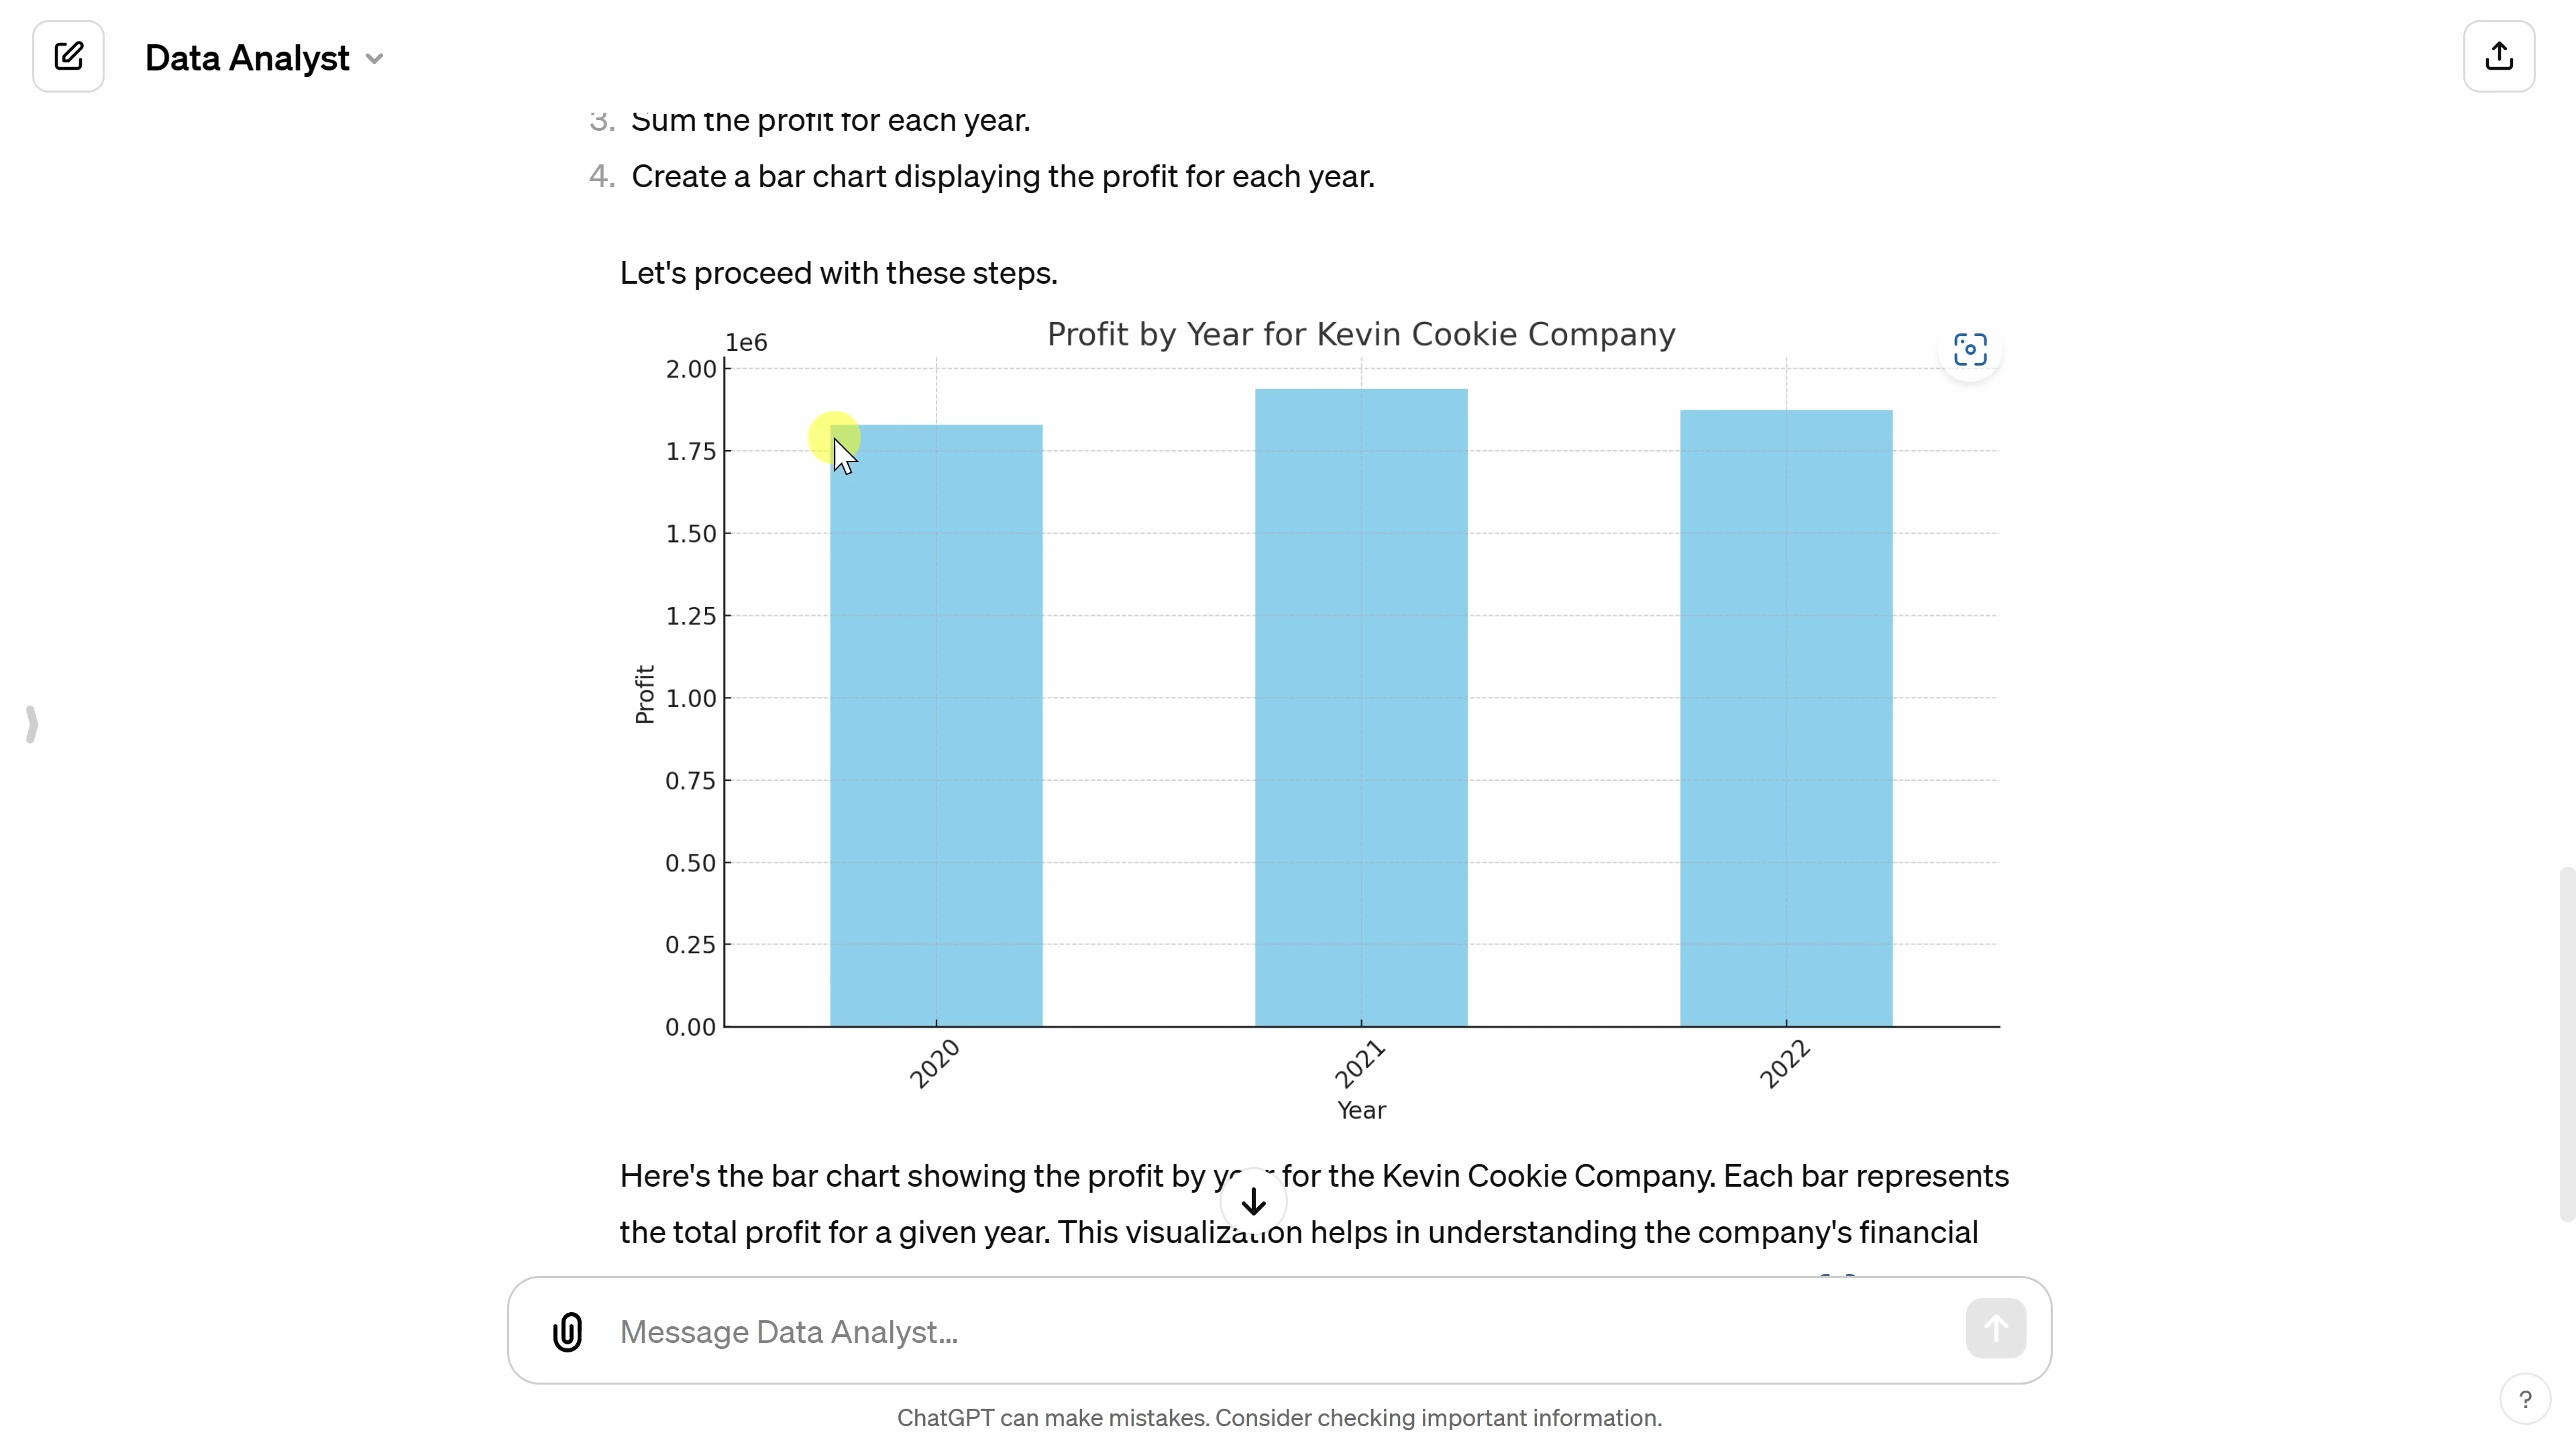 Data Analyst
3. Sum the profit for each year.
4. Create a bar chart displaying the profit for each year.
Let's proceed with these steps.
Profit by Year for Kevin Cookie Company
1e6
2.00
1.75
1.50
1.25
1.00
0.75
0.50
0.25
0.00
Profit
2020
2021
2022
Year
Here's the bar chart showing the profit by year for the Kevin Cookie Company. Each bar represents
the total profit for a given year. This visualization helps in understanding the company's financial
Message Data Analyst...
ChatGPT can make mistakes. Consider checking important information.
?